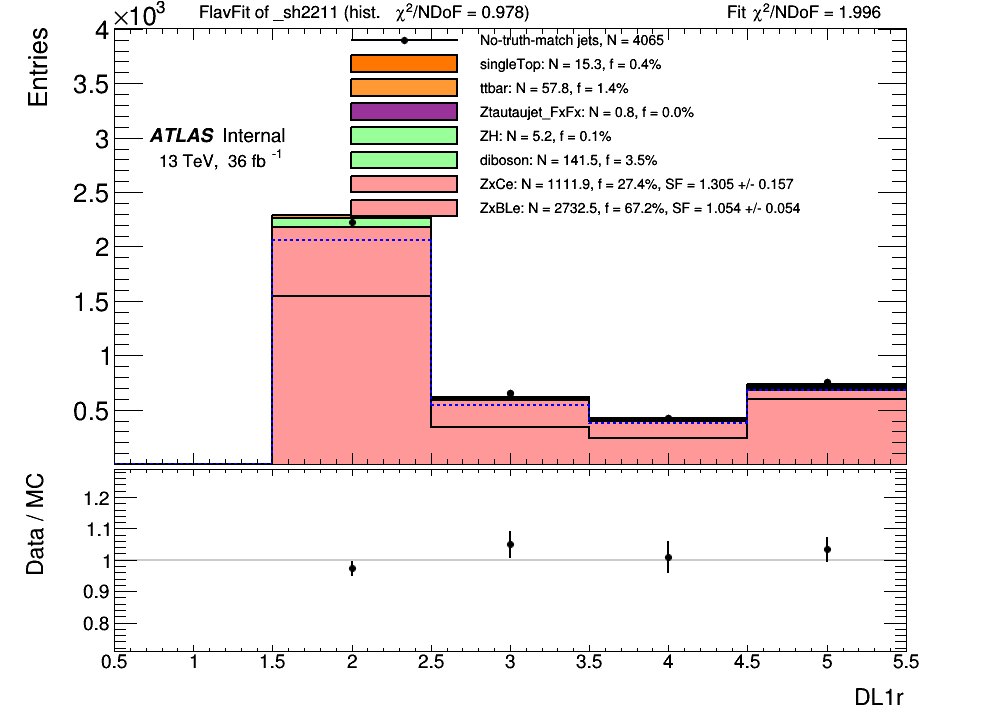 FlavFit of _sh2211 (hist. χ²/NDoF = 0.978) Fit χ²/NDoF = 1.996
×10³
Entries
4
3.5
3
2.5
2
1.5
1
0.5
ATLAS Internal
13 TeV, 36 fb⁻¹
No-truth-match jets, N = 4065
singleTop: N = 15.3, f = 0.4%
ttbar: N = 57.8, f = 1.4%
Ztautaujet_FxFx: N = 0.8, f = 0.0%
ZH: N = 5.2, f = 0.1%
diboson: N = 141.5, f = 3.5%
ZxCe: N = 1111.9, f = 27.4%, SF = 1.305 +/- 0.157
ZxBLe: N = 2732.5, f = 67.2%, SF = 1.054 +/- 0.054
Data / MC
1.2
1.1
1
0.9
0.8
0.5 1 1.5 2 2.5 3 3.5 4 4.5 5 5.5
DL1r